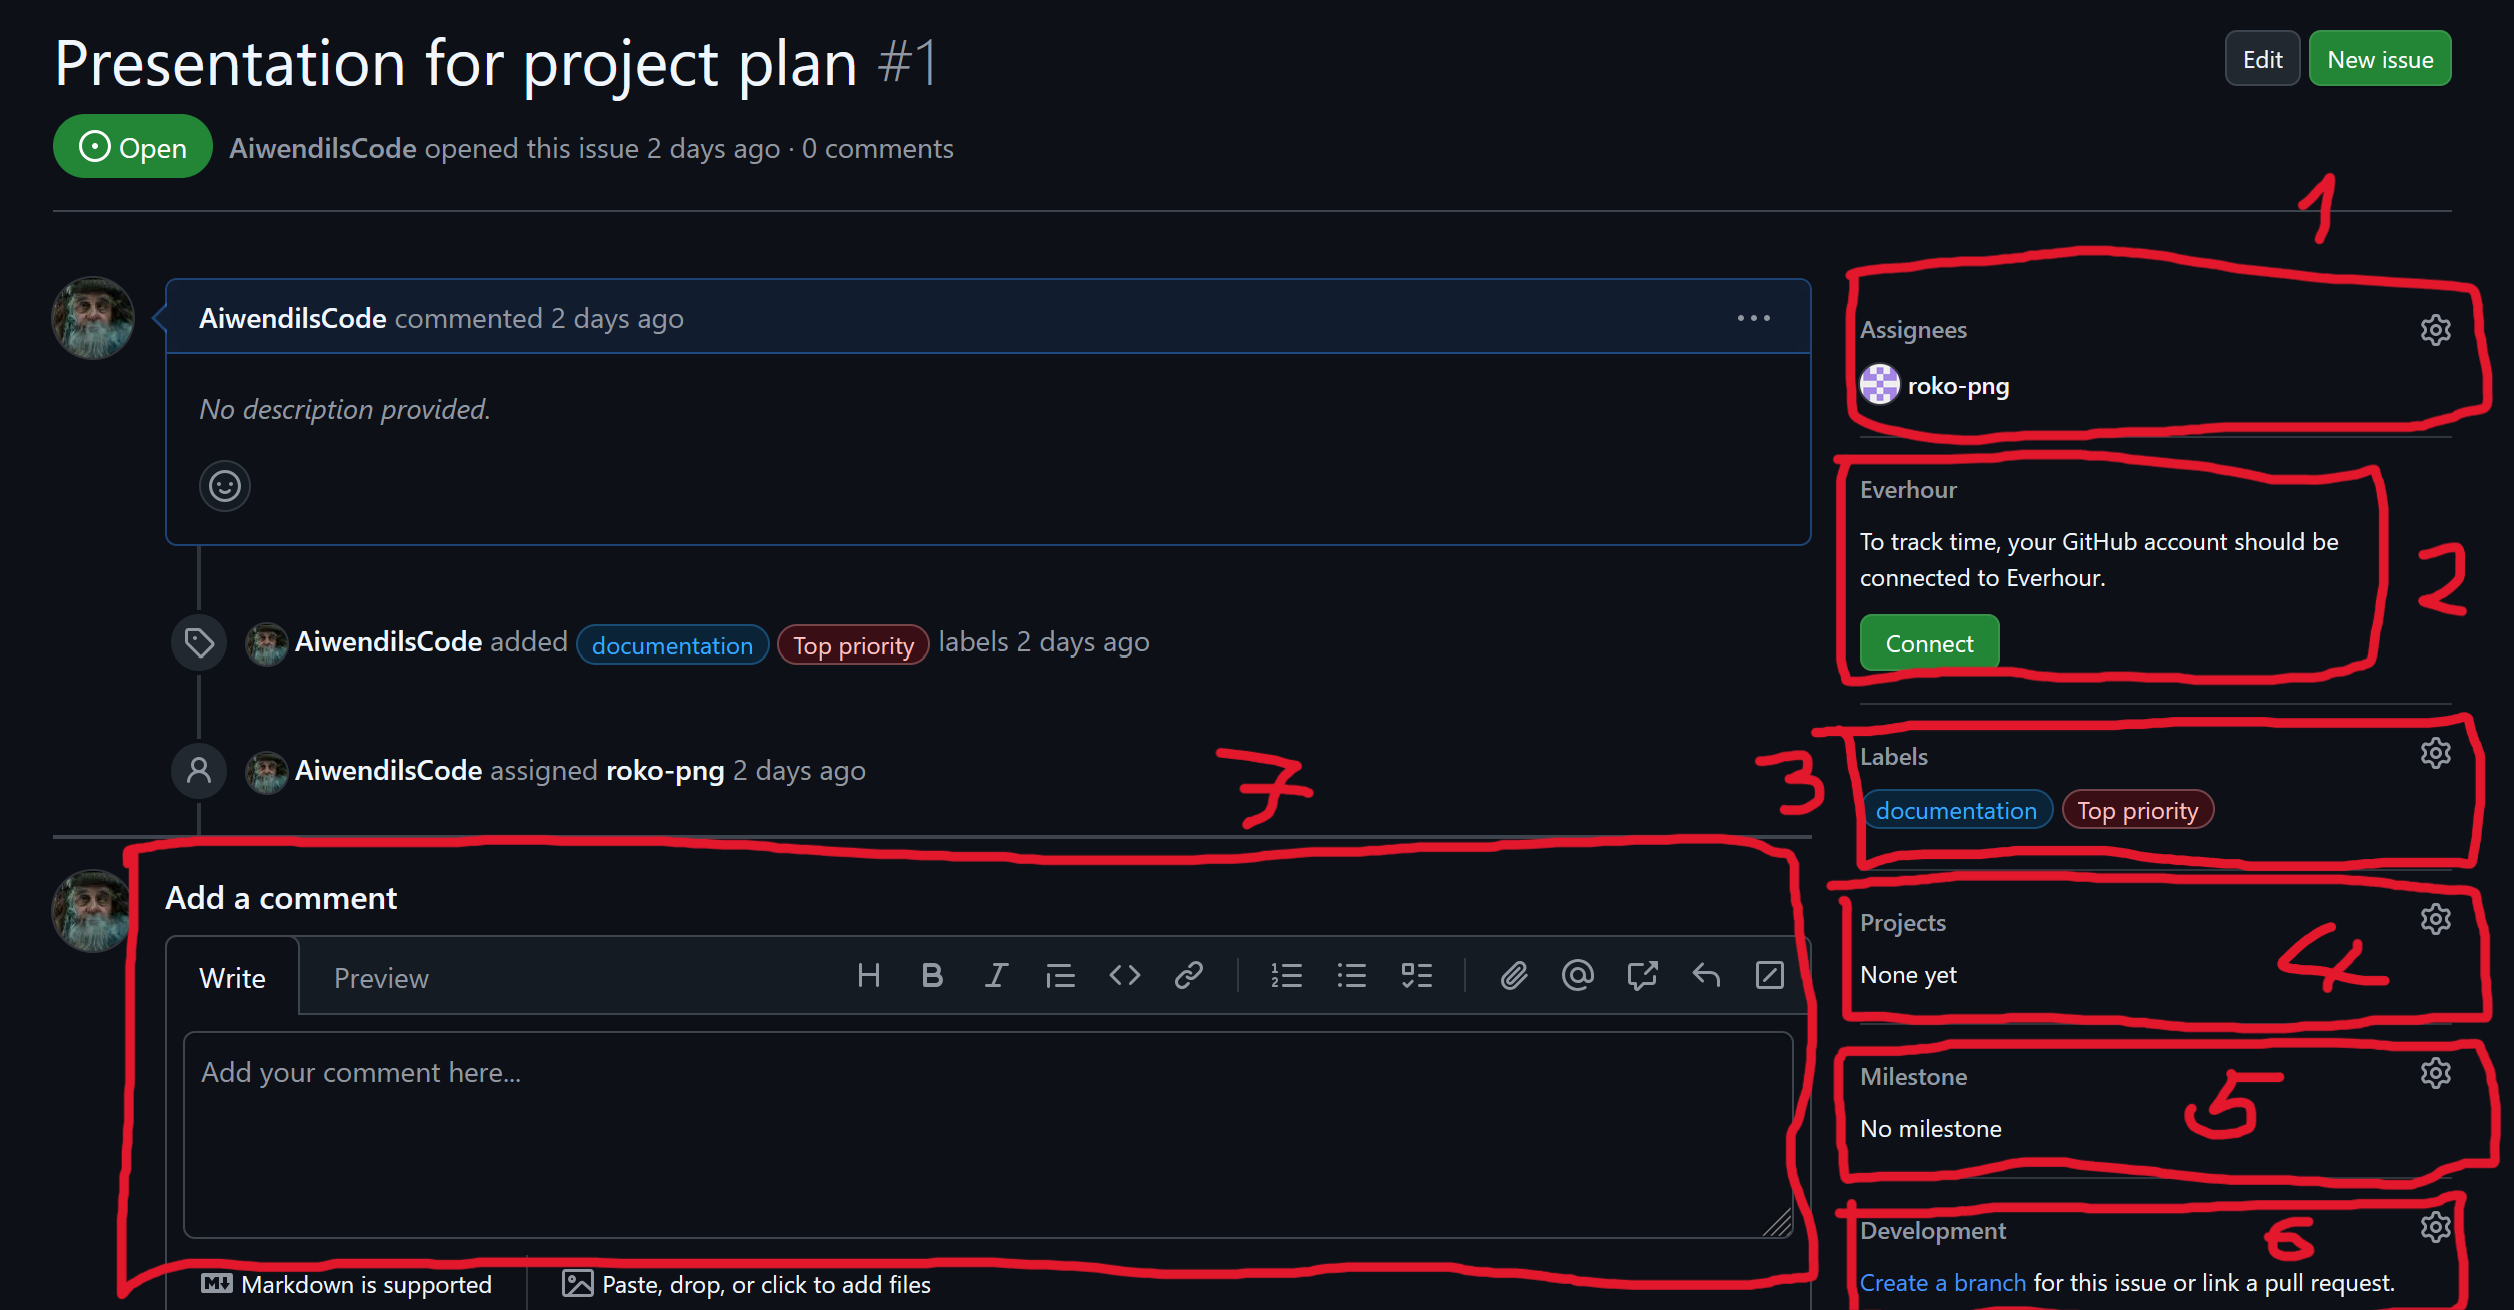 Presentation for project plan #1
Edit
New issue
Open
AiwendilsCode opened this issue 2 days ago · 0 comments
1
AiwendilsCode commented 2 days ago
No description provided.
AiwendilsCode added documentation Top priority labels 2 days ago
AiwendilsCode assigned roko-png 2 days ago
7
Add a comment
Write
Preview
Add your comment here...
Markdown is supported
Paste, drop, or click to add files
Assignees
roko-png
Everhour
To track time, your GitHub account should be
connected to Everhour.
Connect
2
3
Labels
documentation
Top priority
Projects
None yet
4
Milestone
No milestone
5
Development
6
Create a branch for this issue or link a pull request.